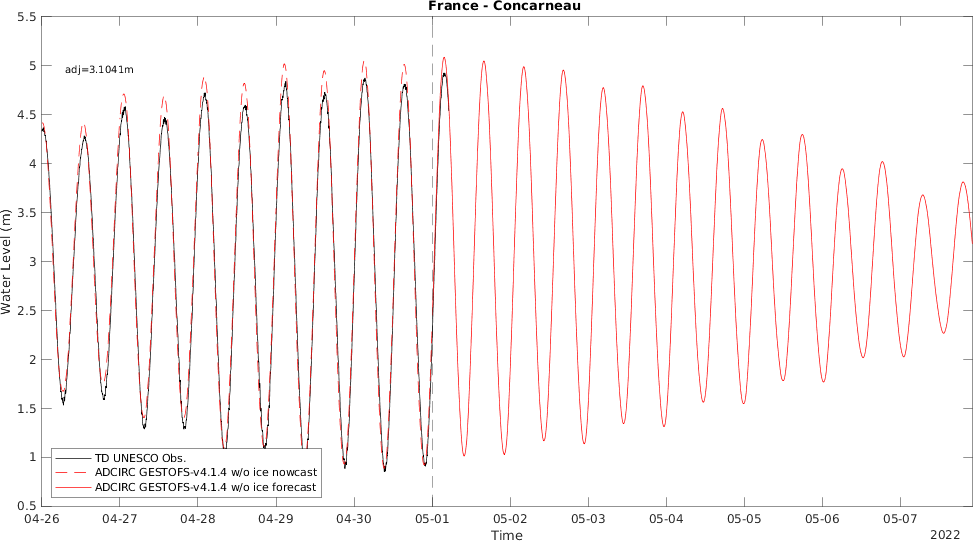 France - Concarneau
adj=3.1041m
Water Level (m)
5.5
5
4.5
4
3.5
3
2.5
2
1.5
1
0.5
TD UNESCO Obs.
ADCIRC GESTOFS-v4.1.4 w/o ice nowcast
ADCIRC GESTOFS-v4.1.4 w/o ice forecast
04-26 04-27 04-28 04-29 04-30 05-01 05-02 05-03 05-04 05-05 05-06 05-07
Time
2022